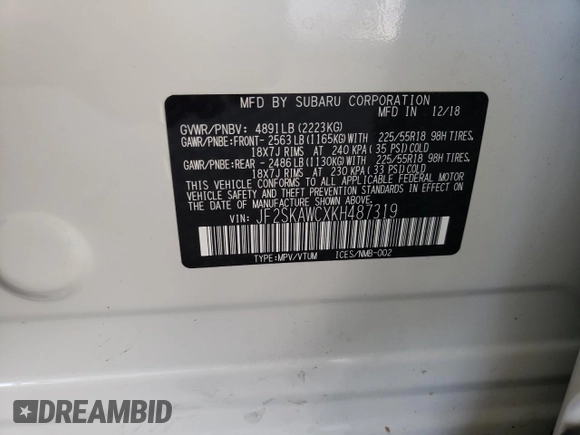 MFD BY SUBARU CORPORATION
MFD IN 12/18
GVWR/PNBV: 4891LB(2223KG)
GAWR/PNBE:FRONT-2563LB(1165KG)WITH 225/55R18 98H TIRES,
18X7J RIMS AT 240 KPA(35 PSI)COLD
GAWR/PNBE:REAR -2486LB(1130KG)WITH 225/55R18 98H TIRES,
18X7J RIMS AT 230 KPA(33 PSI)COLD
THIS VEHICLE CONFORMS TO ALL APPLICABLE FEDERAL MOTOR
VEHICLE SAFETY AND THEFT PREVENTION STANDARDS IN EFFECT ON
THE DATE OF MANUFACTURE SHOWN ABOVE.
VIN: JF2SKAWCXKH487319
TYPE:MPV/VTUM ICES/NMB-002
DREAMBID